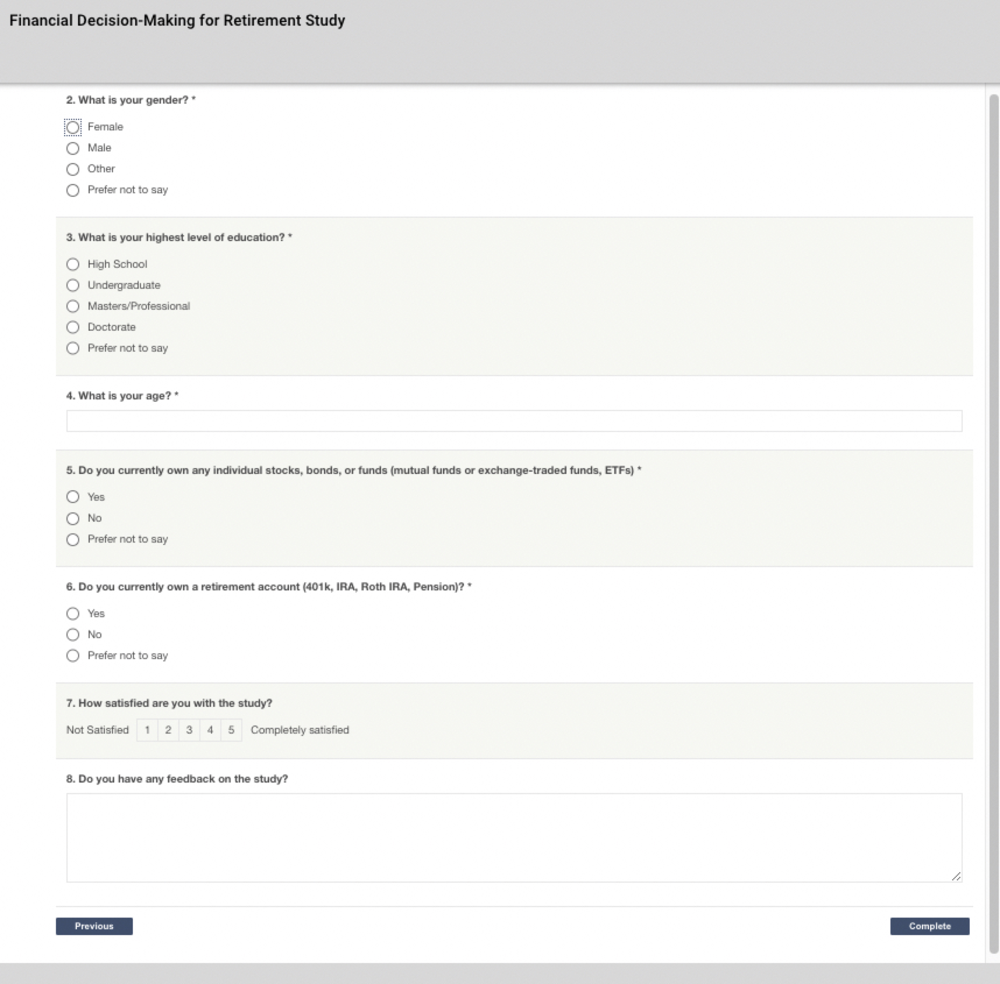 Financial Decision-Making for Retirement Study
2. What is your gender? *
Female
Male
Other
Prefer not to say
3. What is your highest level of education? *
High School
Undergraduate
Masters/Professional
Doctorate
Prefer not to say
4. What is your age? *
5. Do you currently own any individual stocks, bonds, or funds (mutual funds or exchange-traded funds, ETFs) *
Yes
No
Prefer not to say
6. Do you currently own a retirement account (401k, IRA, Roth IRA, Pension)? *
Yes
No
Prefer not to say
7. How satisfied are you with the study?
Not Satisfied 1 2 3 4 5 Completely satisfied
8. Do you have any feedback on the study?
Previous Complete